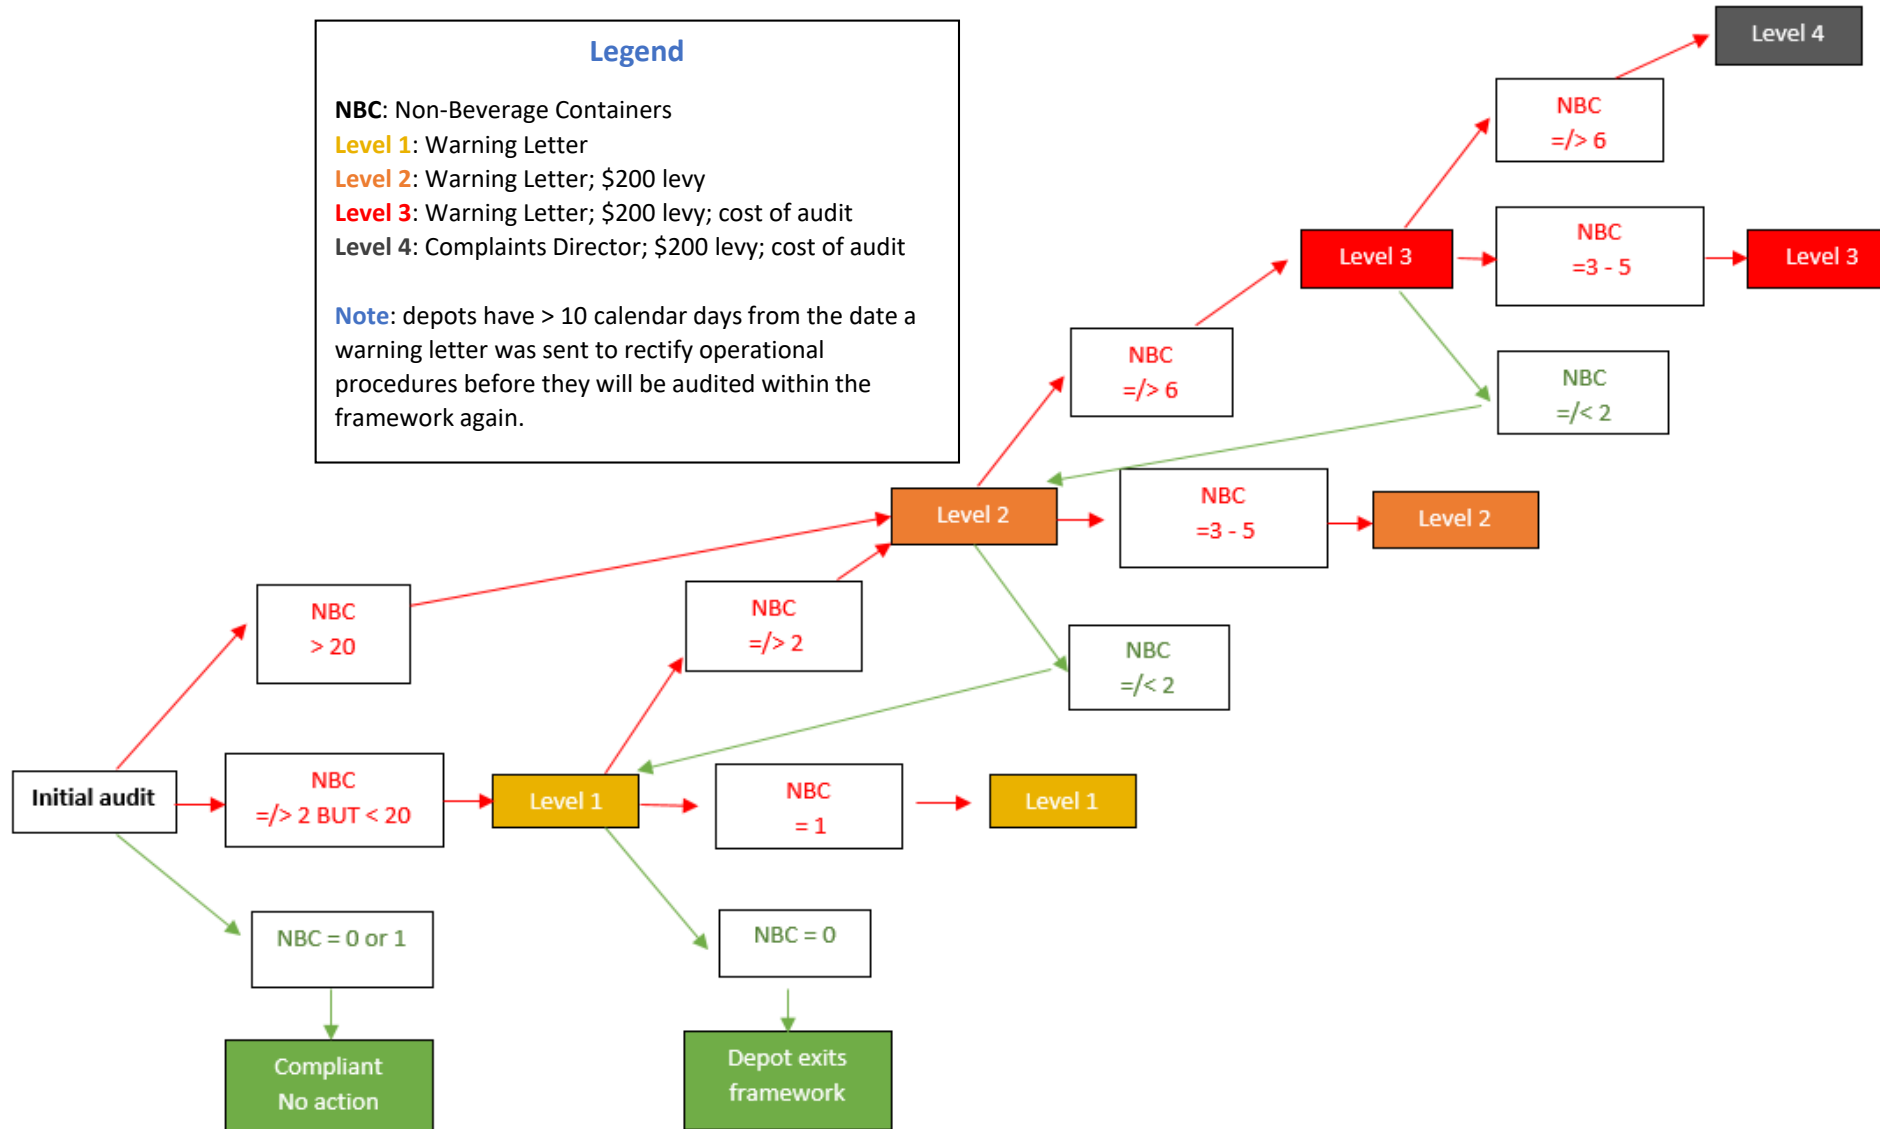 Legend
NBC: Non-Beverage Containers
Level 1: Warning Letter
Level 2: Warning Letter; $200 levy
Level 3: Warning Letter; $200 levy; cost of audit
Level 4: Complaints Director; $200 levy; cost of audit
Note: depots have > 10 calendar days from the date a
warning letter was sent to rectify operational
procedures before they will be audited within the
framework again.
Level 4
NBC
=/> 6
Level 3
NBC
=3 - 5
Level 3
NBC
=/> 6
NBC
=/< 2
Level 2
NBC
=3 - 5
Level 2
NBC
> 20
NBC
=/> 2
NBC
=/< 2
Initial audit
NBC
=/> 2 BUT < 20
Level 1
NBC
= 1
Level 1
NBC = 0 or 1
NBC = 0
Compliant
No action
Depot exits
framework